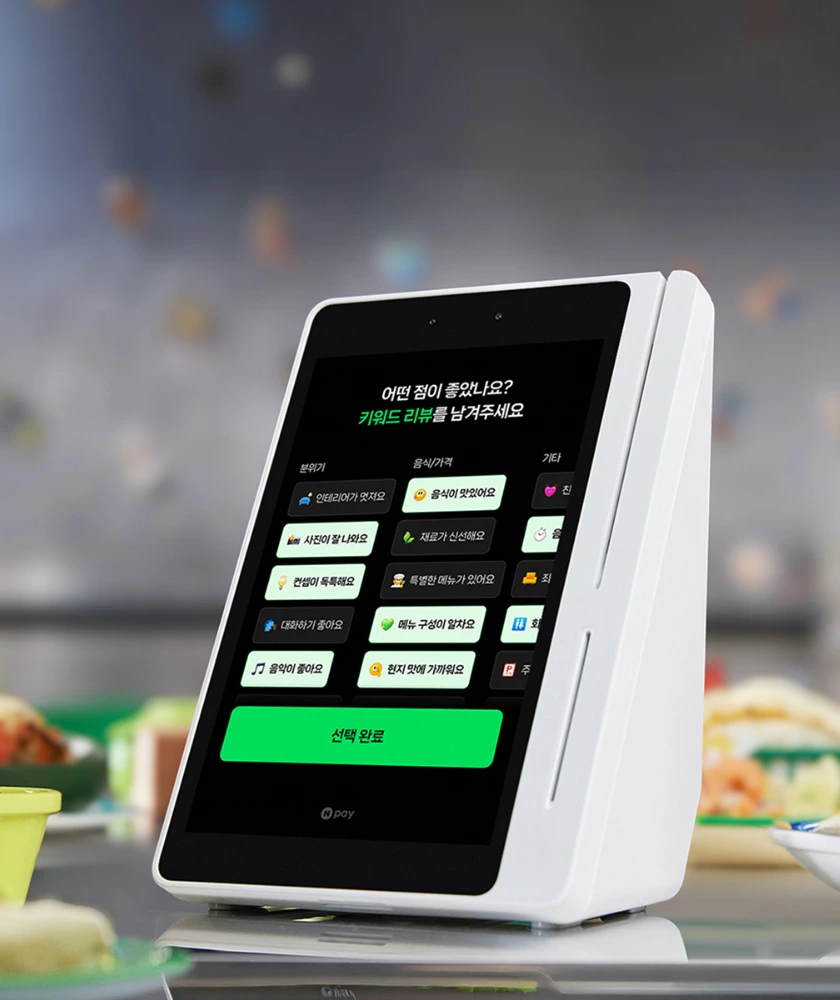 어떤 점이 좋았나요?
키워드 리뷰를 남겨주세요
분위기
인테리어가 멋져요
사진이 잘 나와요
컨셉이 독특해요
대화하기 좋아요
음악이 좋아요
음식/가격
음식이 맛있어요
재료가 신선해요
특별한 메뉴가 있어요
메뉴 구성이 알차요
현지 맛에 가까워요
기타
친
음
좌
화
주
선택 완료
N pay